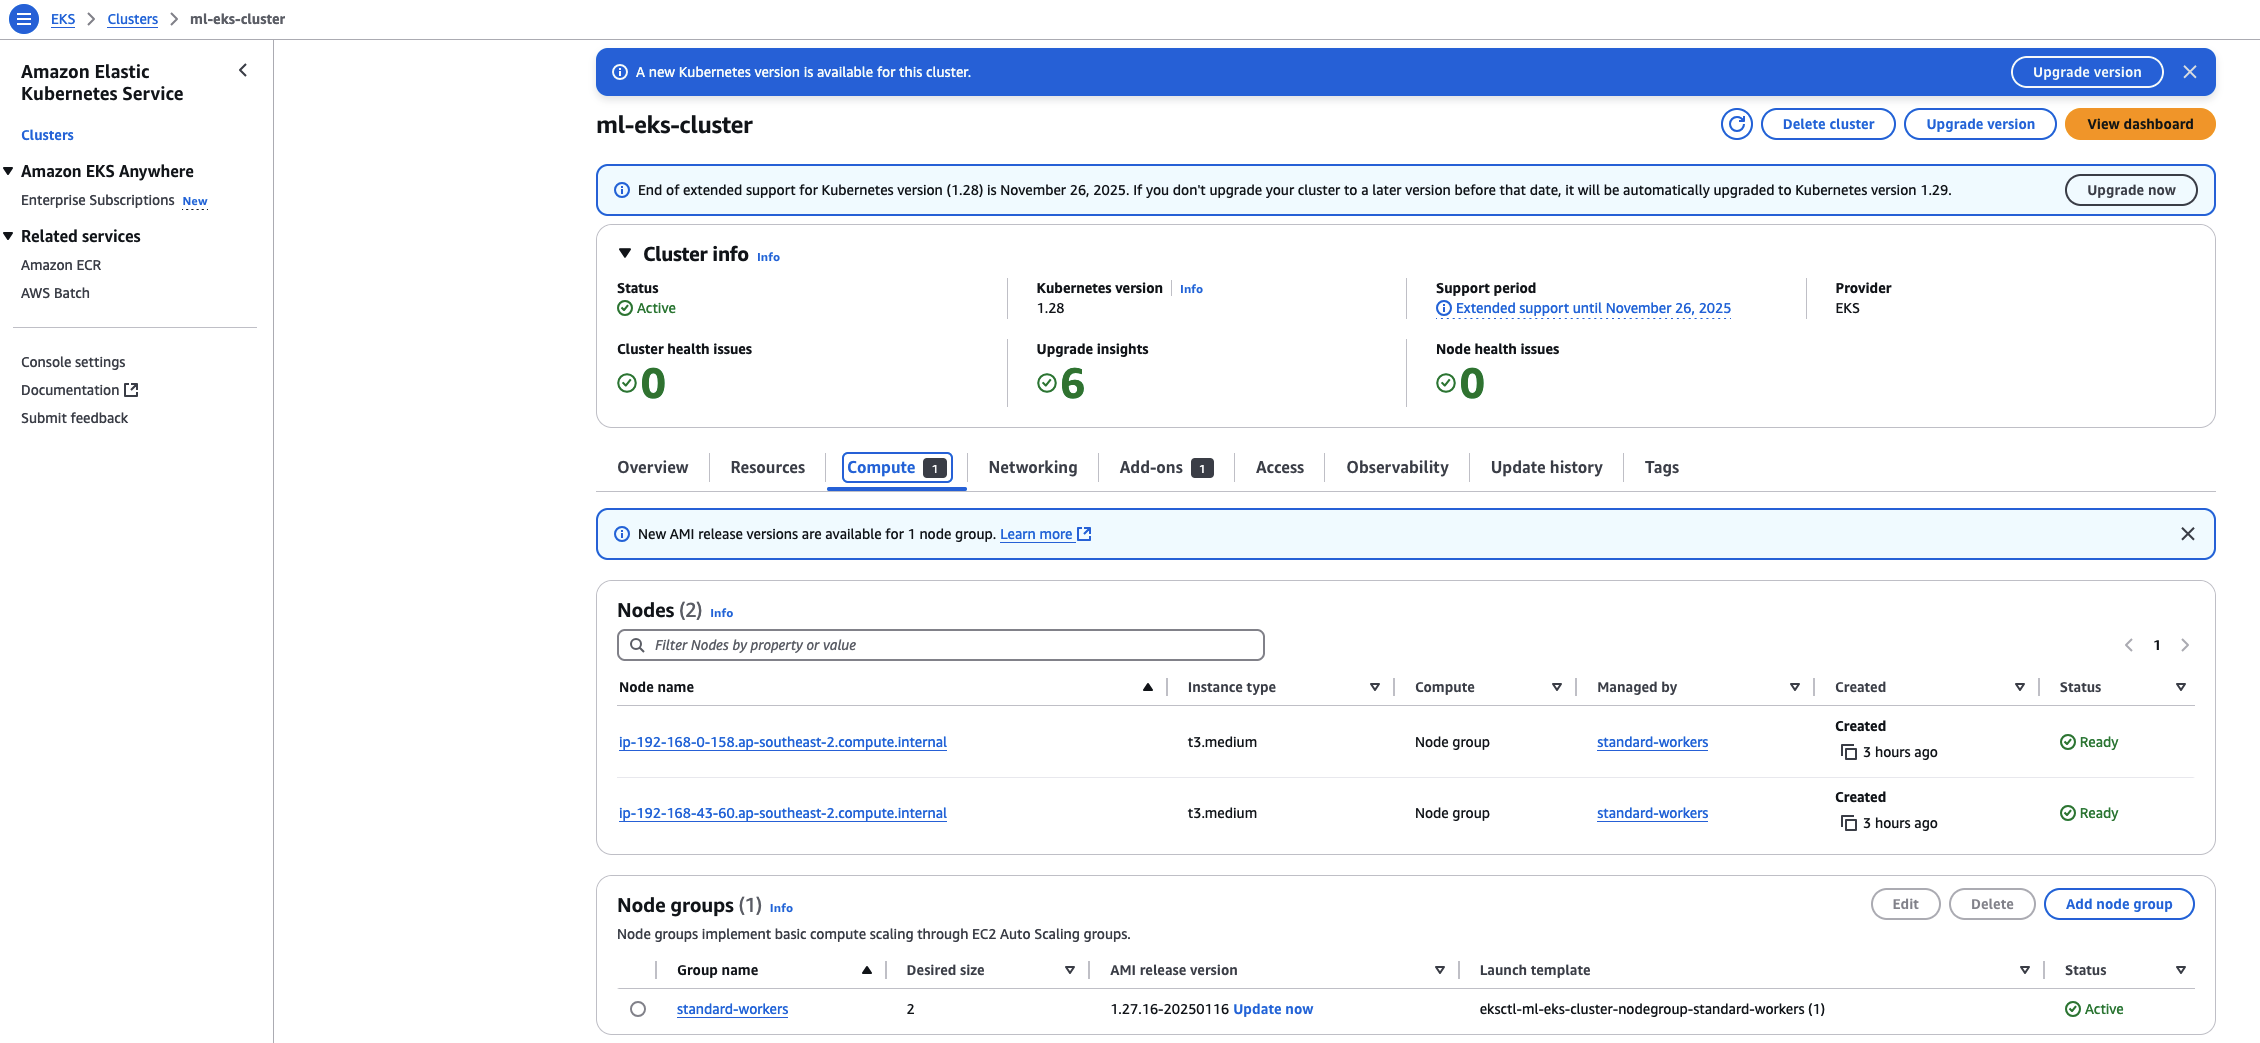 EKS > Clusters > ml-eks-cluster
Amazon Elastic
Kubernetes Service
Clusters
Amazon EKS Anywhere
Enterprise Subscriptions New
Related services
Amazon ECR
AWS Batch
Console settings
Documentation
Submit feedback
A new Kubernetes version is available for this cluster. Upgrade version
ml-eks-cluster Delete cluster Upgrade version View dashboard
End of extended support for Kubernetes version (1.28) is November 26, 2025. If you don't upgrade your cluster to a later version before that date, it will be automatically upgraded to Kubernetes version 1.29. Upgrade now
Cluster info Info
Status Kubernetes version Info Support period Provider
Active 1.28 Extended support until November 26, 2025 EKS
Cluster health issues Upgrade insights Node health issues
0 6 0
Overview Resources Compute 1 Networking Add-ons 1 Access Observability Update history Tags
New AMI release versions are available for 1 node group. Learn more
Nodes (2) Info
Filter Nodes by property or value 1
Node name Instance type Compute Managed by Created Status
Created
ip-192-168-0-158.ap-southeast-2.compute.internal t3.medium Node group standard-workers 3 hours ago Ready
Created
ip-192-168-43-60.ap-southeast-2.compute.internal t3.medium Node group standard-workers 3 hours ago Ready
Node groups (1) Info Edit Delete Add node group
Node groups implement basic compute scaling through EC2 Auto Scaling groups.
Group name Desired size AMI release version Launch template Status
standard-workers 2 1.27.16-20250116 Update now eksctl-ml-eks-cluster-nodegroup-standard-workers (1) Active